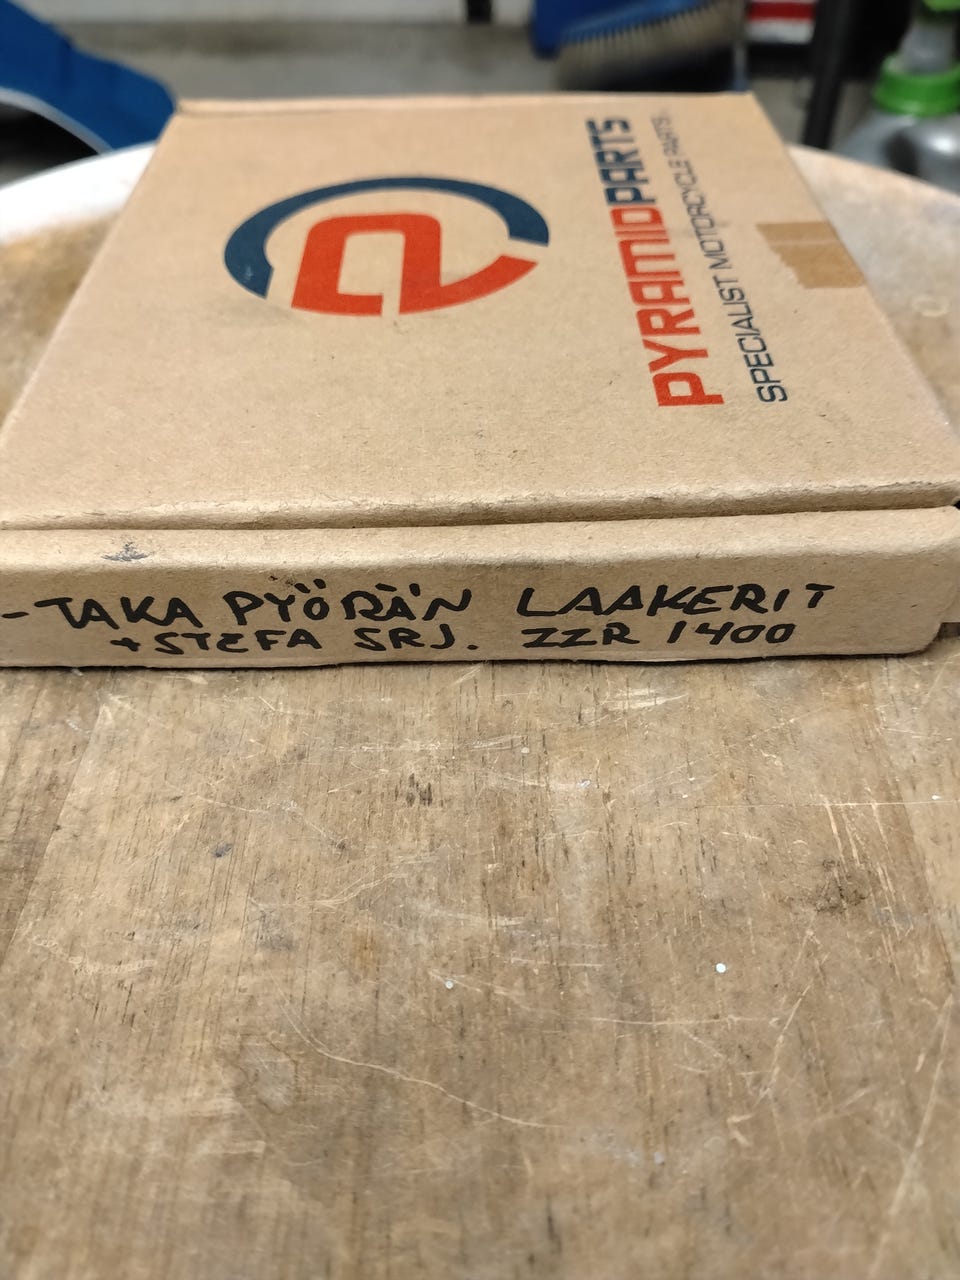 PYRAMIDPARTS
SPECIALIST MOTORCYCLE PARTS.
-TAKA PYÖRÄN LAAKERIT
+STEFA SRJ. ZZR 1400